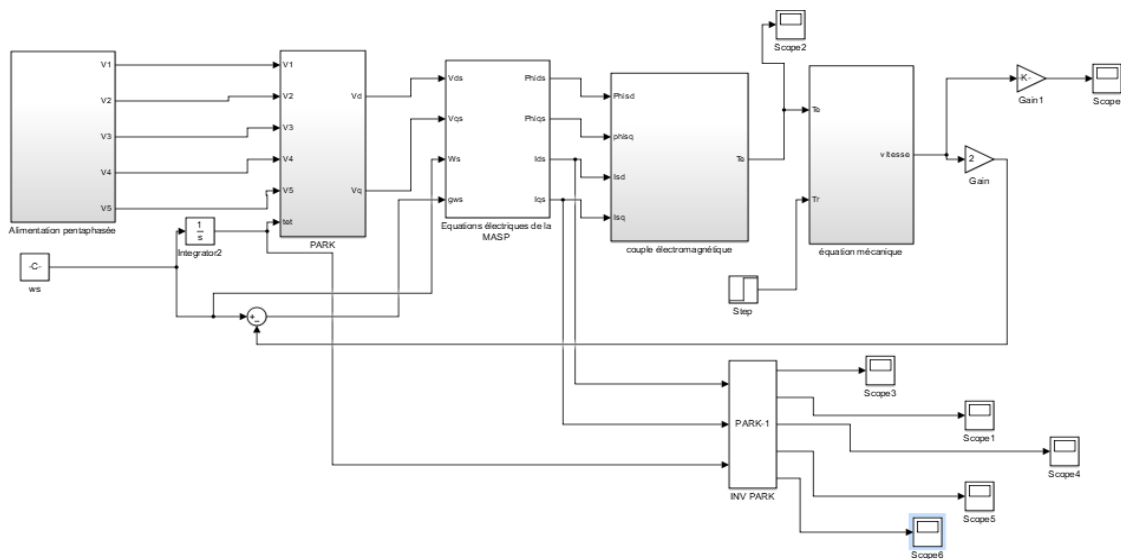 V1
V2
V3
V4
V5
Alimentation pentaphasée
V1
V2
V3
V4
V5
tet
Vd
Vq
PARK
1
s
Integrator2
-C-
ws
Vds
Vqs
Ws
gws
Phids
Phiqs
Ids
Iqs
Equations électriques de la
MASP
Phisd
phisq
Isd
Isq
Te
couple électromagnétique
Scope2
Te
Tr
vitesse
équation mécanique
Step
-K-
Gain1
Scope
2
Gain
+
-
PARK-1
INV PARK
Scope3
Scope1
Scope4
Scope5
Scope6